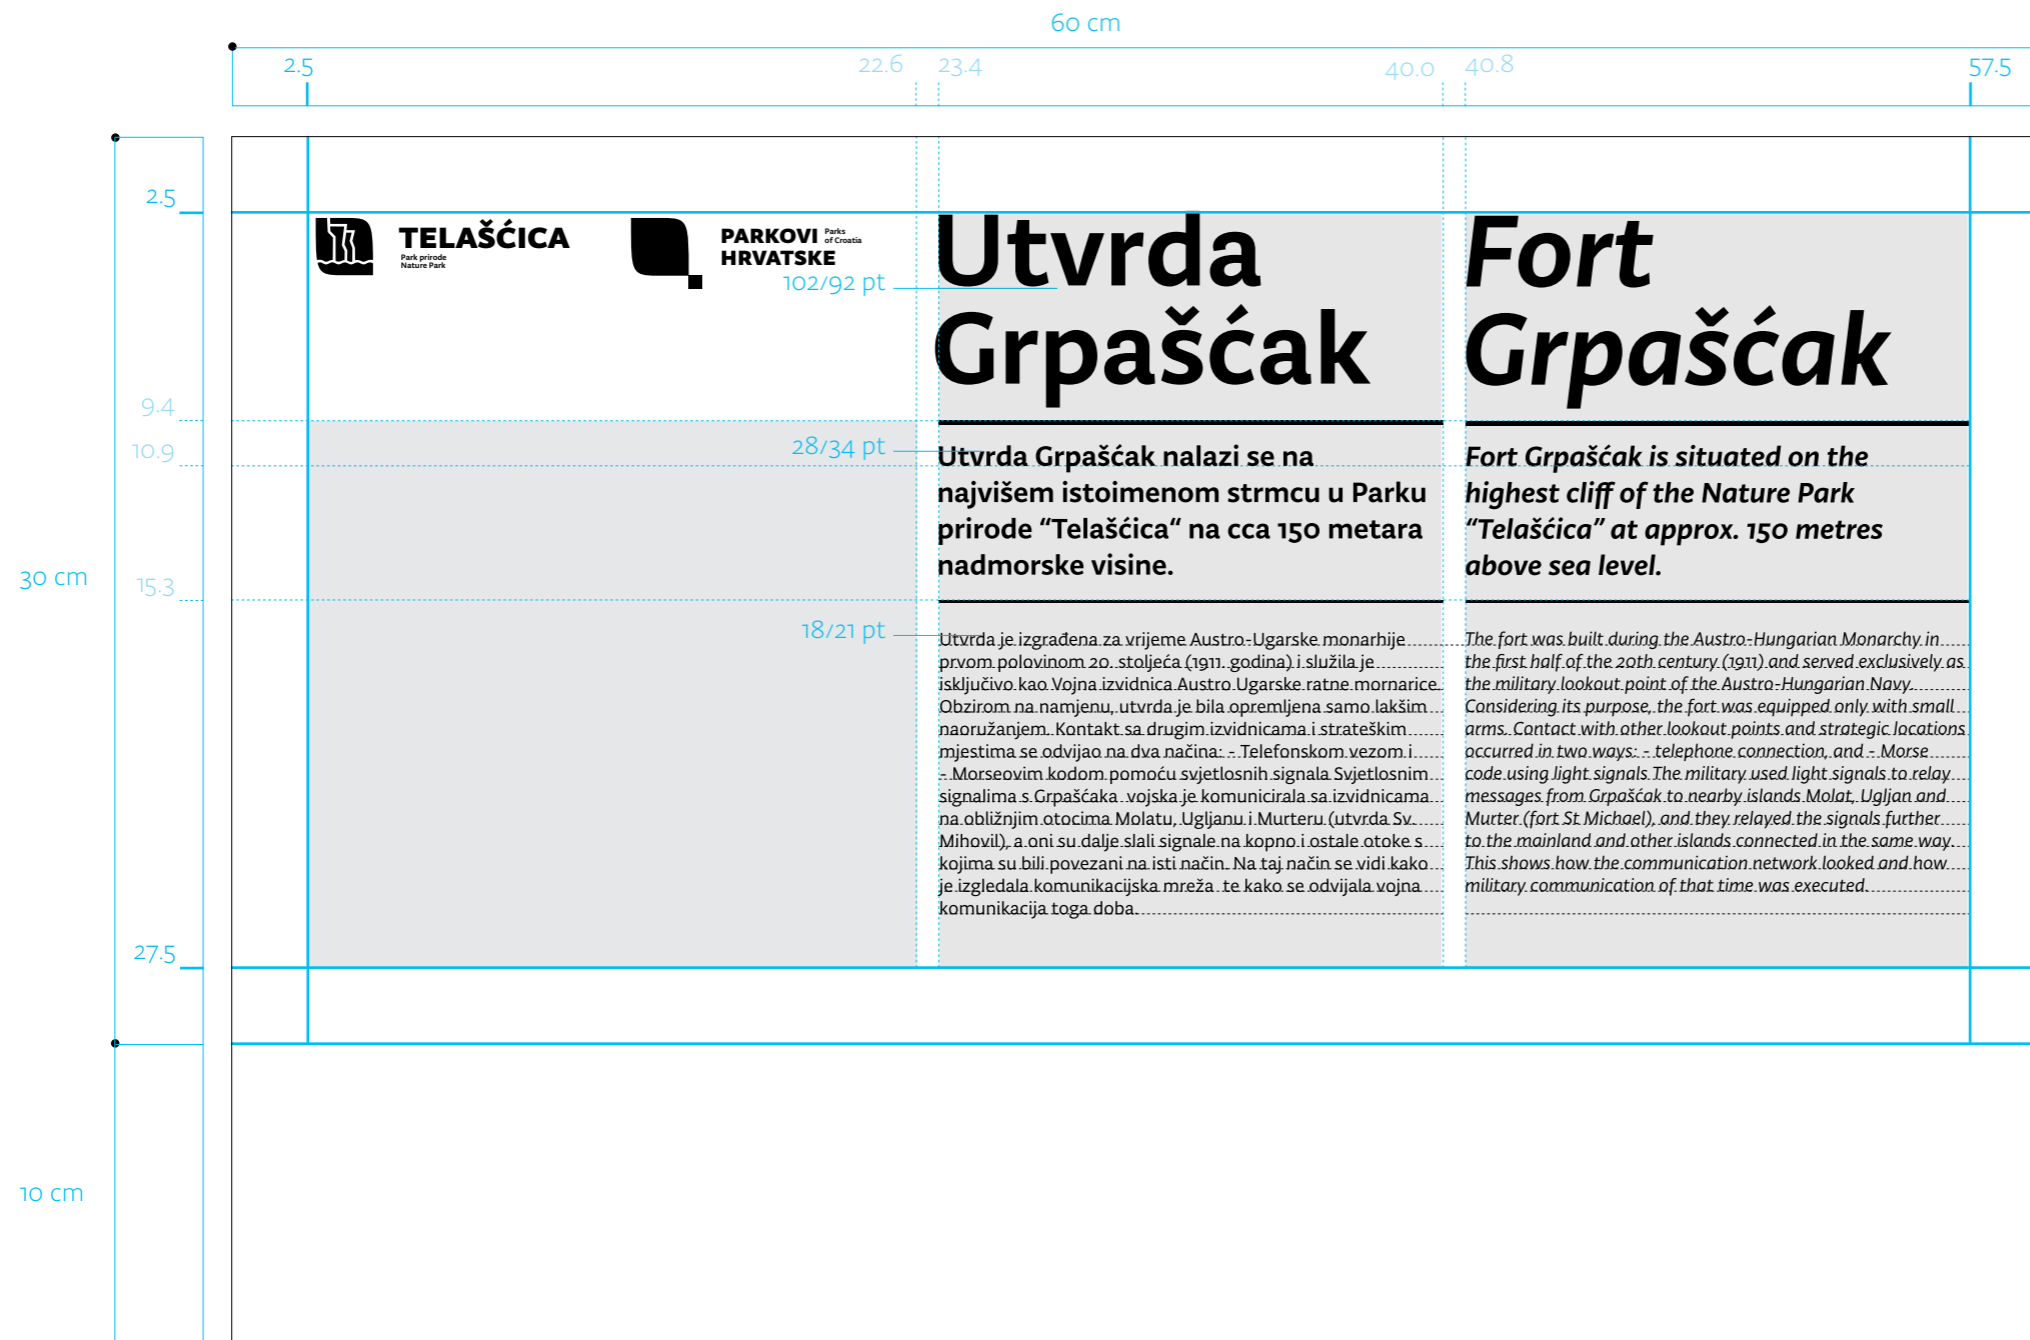 60 cm
2.5
22.6
23.4
40.0
40.8
57.5
2.5
9.4
10.9
15.3
27.5
30 cm
10 cm
TELAŠĆICA
Park prirode
Nature Park
PARKOVI
HRVATSKE
Parks
of Croatia
102/92 pt
28/34 pt
18/21 pt
Utvrda
Grpašćak
Utvrda Grpašćak nalazi se na
najvišem istoimenom strmcu u Parku
prirode “Telašćica“ na cca 150 metara
nadmorske visine.
Utvrda je izgrađena za vrijeme Austro-Ugarske monarhije
prvom polovinom 20. stoljeća (1911. godina) i služila je
isključivo kao Vojna izvidnica Austro Ugarske ratne mornarice.
Obzirom na namjenu, utvrda je bila opremljena samo lakšim
naoružanjem. Kontakt sa drugim izvidnicama i strateškim
mjestima se odvijao na dva načina: - Telefonskom vezom i
- Morseovim kodom pomoću svjetlosnih signala Svjetlosnim
signalima s Grpašćaka vojska je komunicirala sa izvidnicama
na obližnjim otocima Molatu, Ugljanu i Murteru (utvrda Sv.
Mihovil), a oni su dalje slali signale na kopno i ostale otoke s
kojima su bili povezani na isti način. Na taj način se vidi kako
je izgledala komunikacijska mreža te kako se odvijala vojna
komunikacija toga doba.
Fort
Grpašćak
Fort Grpašćak is situated on the
highest cliff of the Nature Park
“Telašćica” at approx. 150 metres
above sea level.
The fort was built during the Austro-Hungarian Monarchy in
the first half of the 20th century (1911) and served exclusively as
the military lookout point of the Austro-Hungarian Navy.
Considering its purpose, the fort was equipped only with small
arms. Contact with other lookout points and strategic locations
occurred in two ways: - telephone connection, and - Morse
code using light signals. The military used light signals to relay
messages from Grpašćak to nearby islands Molat, Ugljan and
Murter (fort St Michael), and they relayed the signals further
to the mainland and other islands connected in the same way.
This shows how the communication network looked and how
military communication of that time was executed.